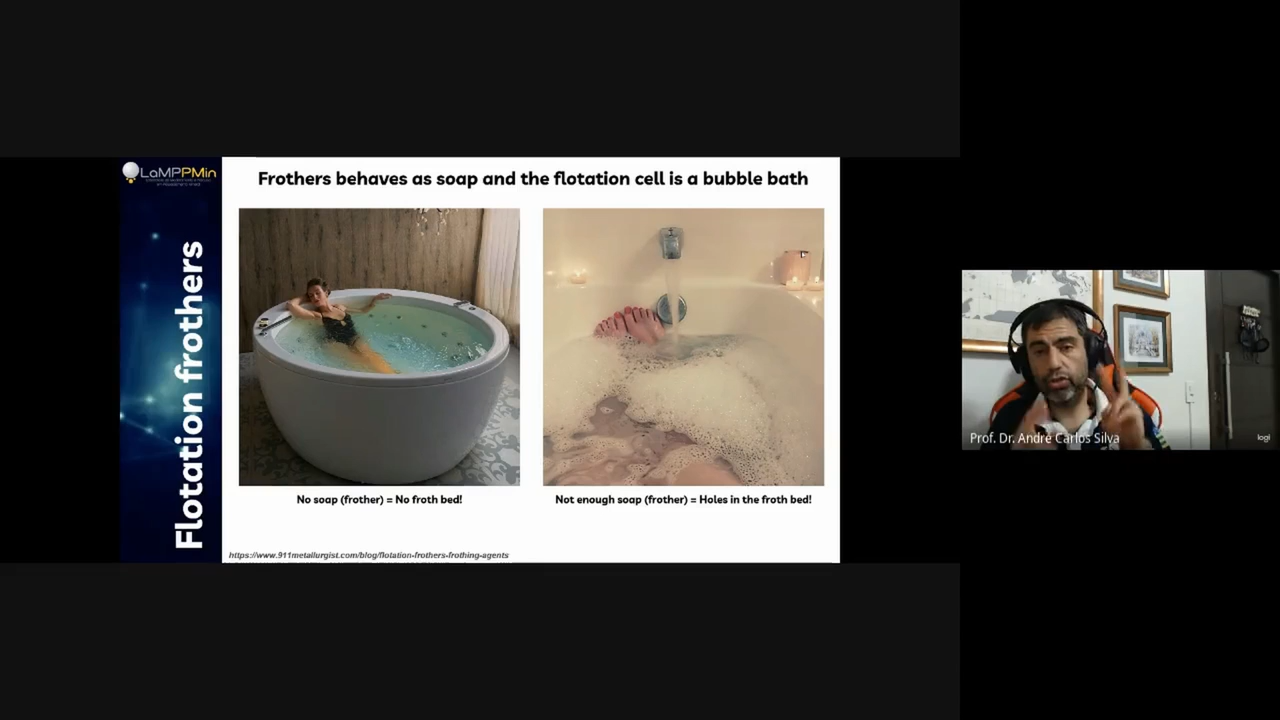 LaMPPMin
Frothers behaves as soap and the flotation cell is a bubble bath
Flotation frothers
No soap (frother) = No froth bed!
Not enough soap (frother) = Holes in the froth bed!
https://www.911metallurgist.com/blog/flotation-frothers-frothing-agents
Prof. Dr. André Carlos Silva
logi